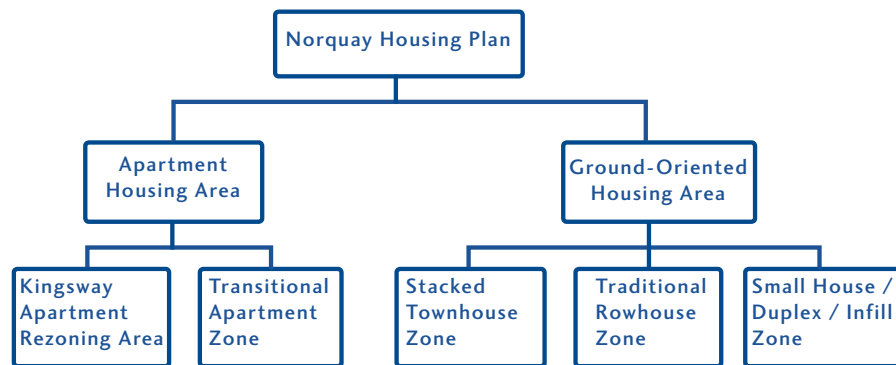 Norquay Housing Plan
Apartment
Housing Area
Ground-Oriented
Housing Area
Kingsway
Apartment
Rezoning Area
Transitional
Apartment
Zone
Stacked
Townhouse
Zone
Traditional
Rowhouse
Zone
Small House /
Duplex / Infill
Zone